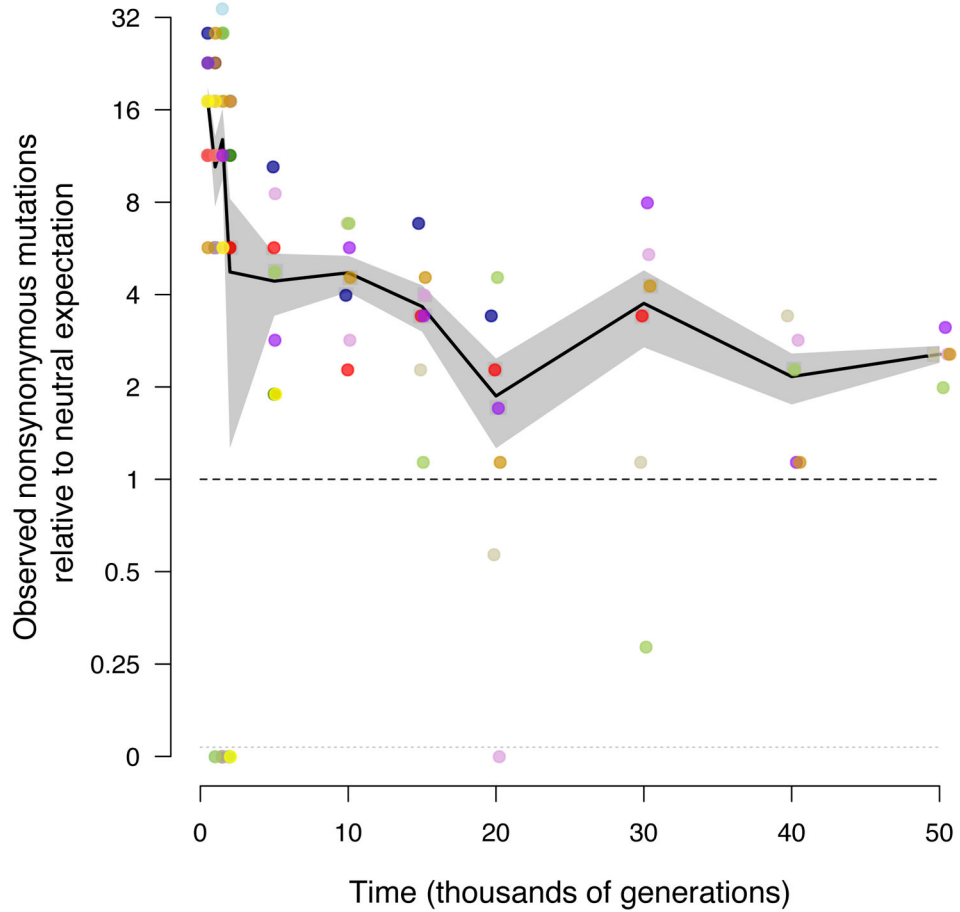 Observed nonsynonymous mutations
relative to neutral expectation
32
16
8
4
2
1
0.5
0.25
0
0 10 20 30 40 50
Time (thousands of generations)